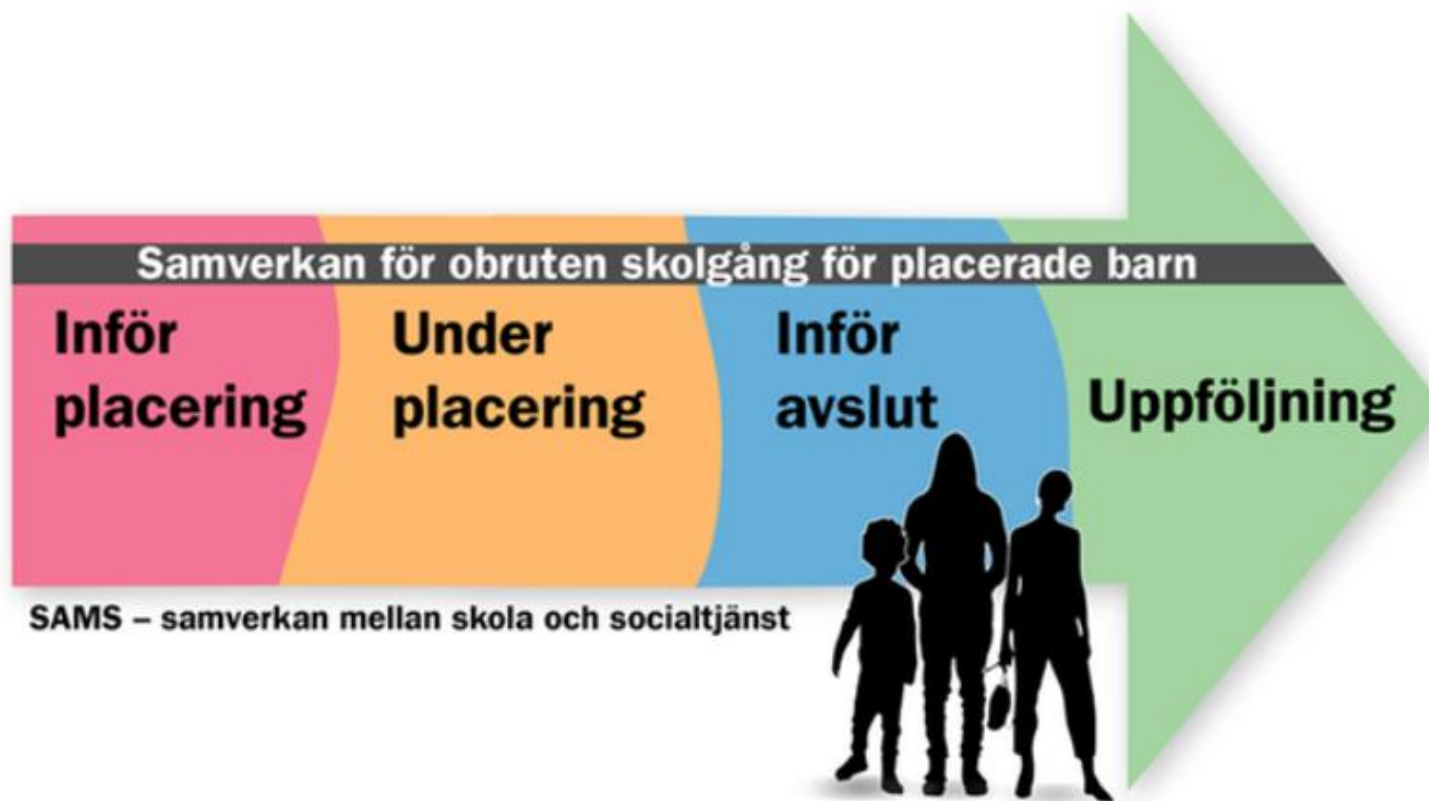 Samverkan för obruten skolgång för placerade barn
Inför
placering
Under
placering
Inför
avslut
Uppföljning
SAMS – samverkan mellan skola och socialtjänst